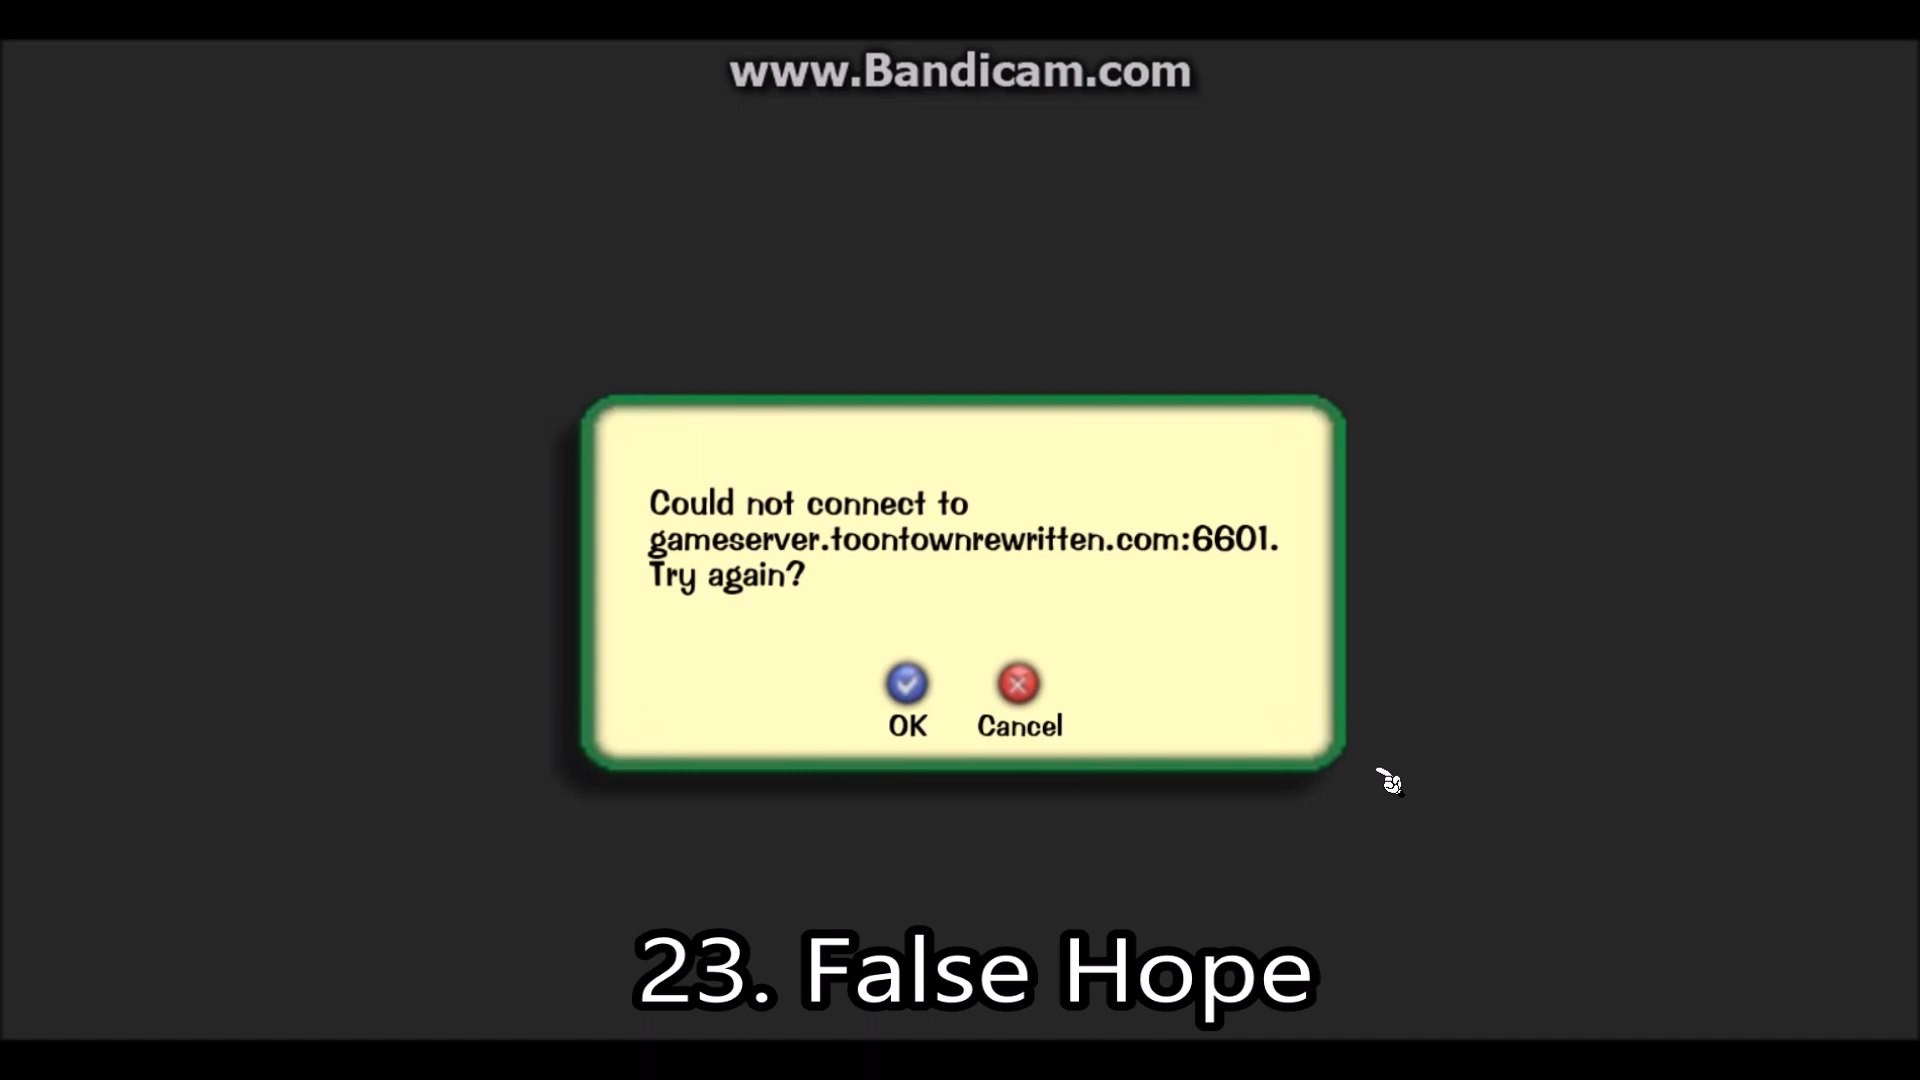 www.Bandicam.com
Could not connect to
gameserver.toontownrewritten.com:6601.
Try again?
OK Cancel
23. False Hope